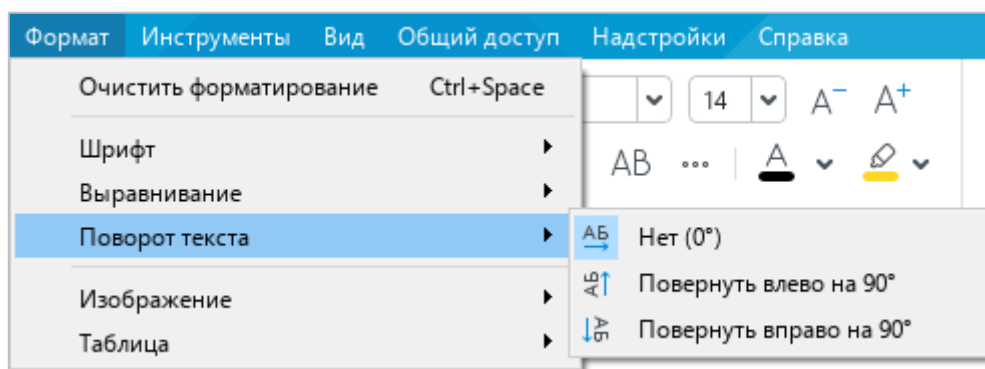 Формат Инструменты Вид Общий доступ Надстройки Справка
Очистить форматирование Ctrl+Space
14 A− A+
Шрифт
AB ... A
Выравнивание
Поворот текста
АБ Нет (0°)
АБ Повернуть влево на 90°
Изображение
АБ Повернуть вправо на 90°
Таблица